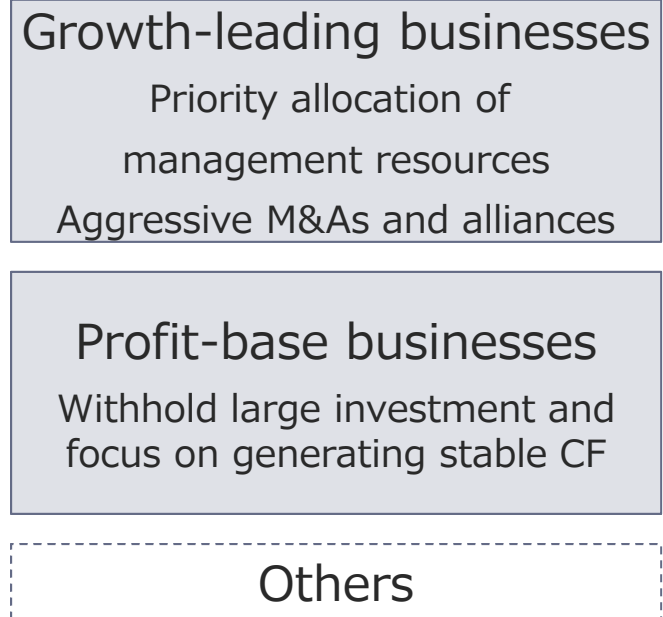 Growth-leading businesses
Priority allocation of
management resources
Aggressive M&As and alliances
Profit-base businesses
Withhold large investment and
focus on generating stable CF
Others